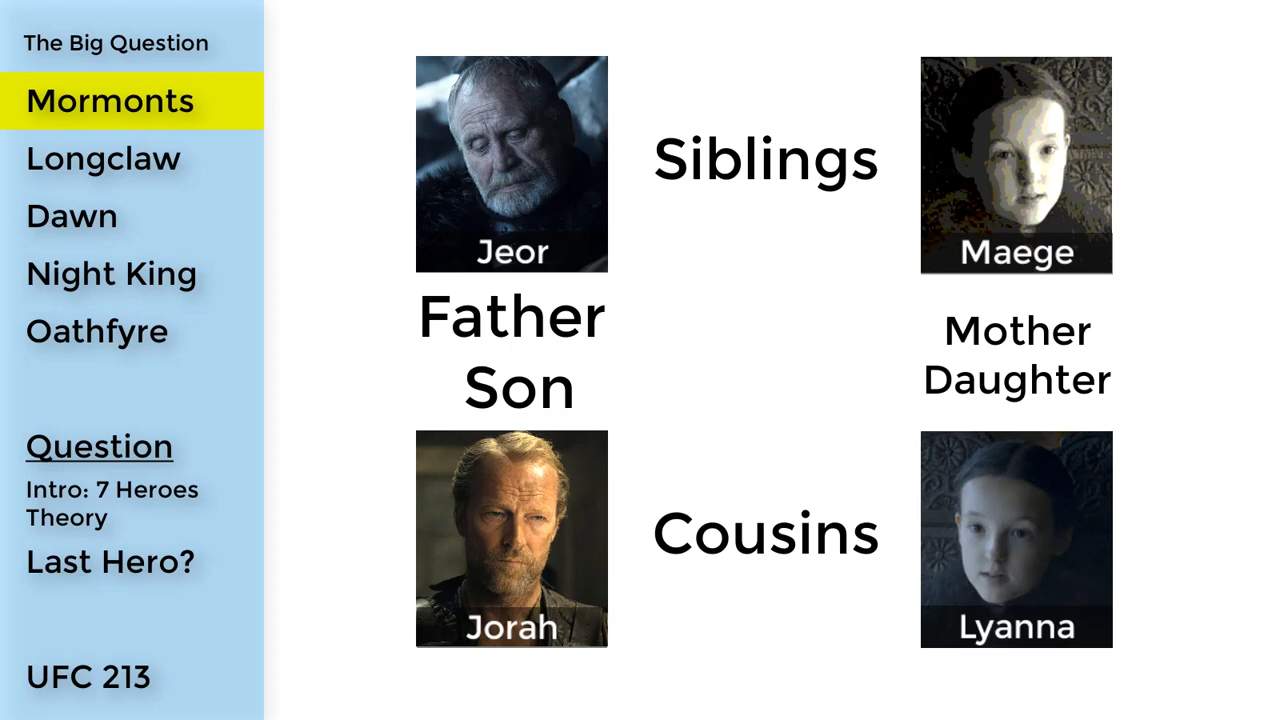 The Big Question
Mormonts
Longclaw
Dawn
Night King
Oathfyre
Question
Intro: 7 Heroes
Theory
Last Hero?
UFC 213
Jeor
Siblings
Maege
Father
Son
Mother
Daughter
Jorah
Cousins
Lyanna